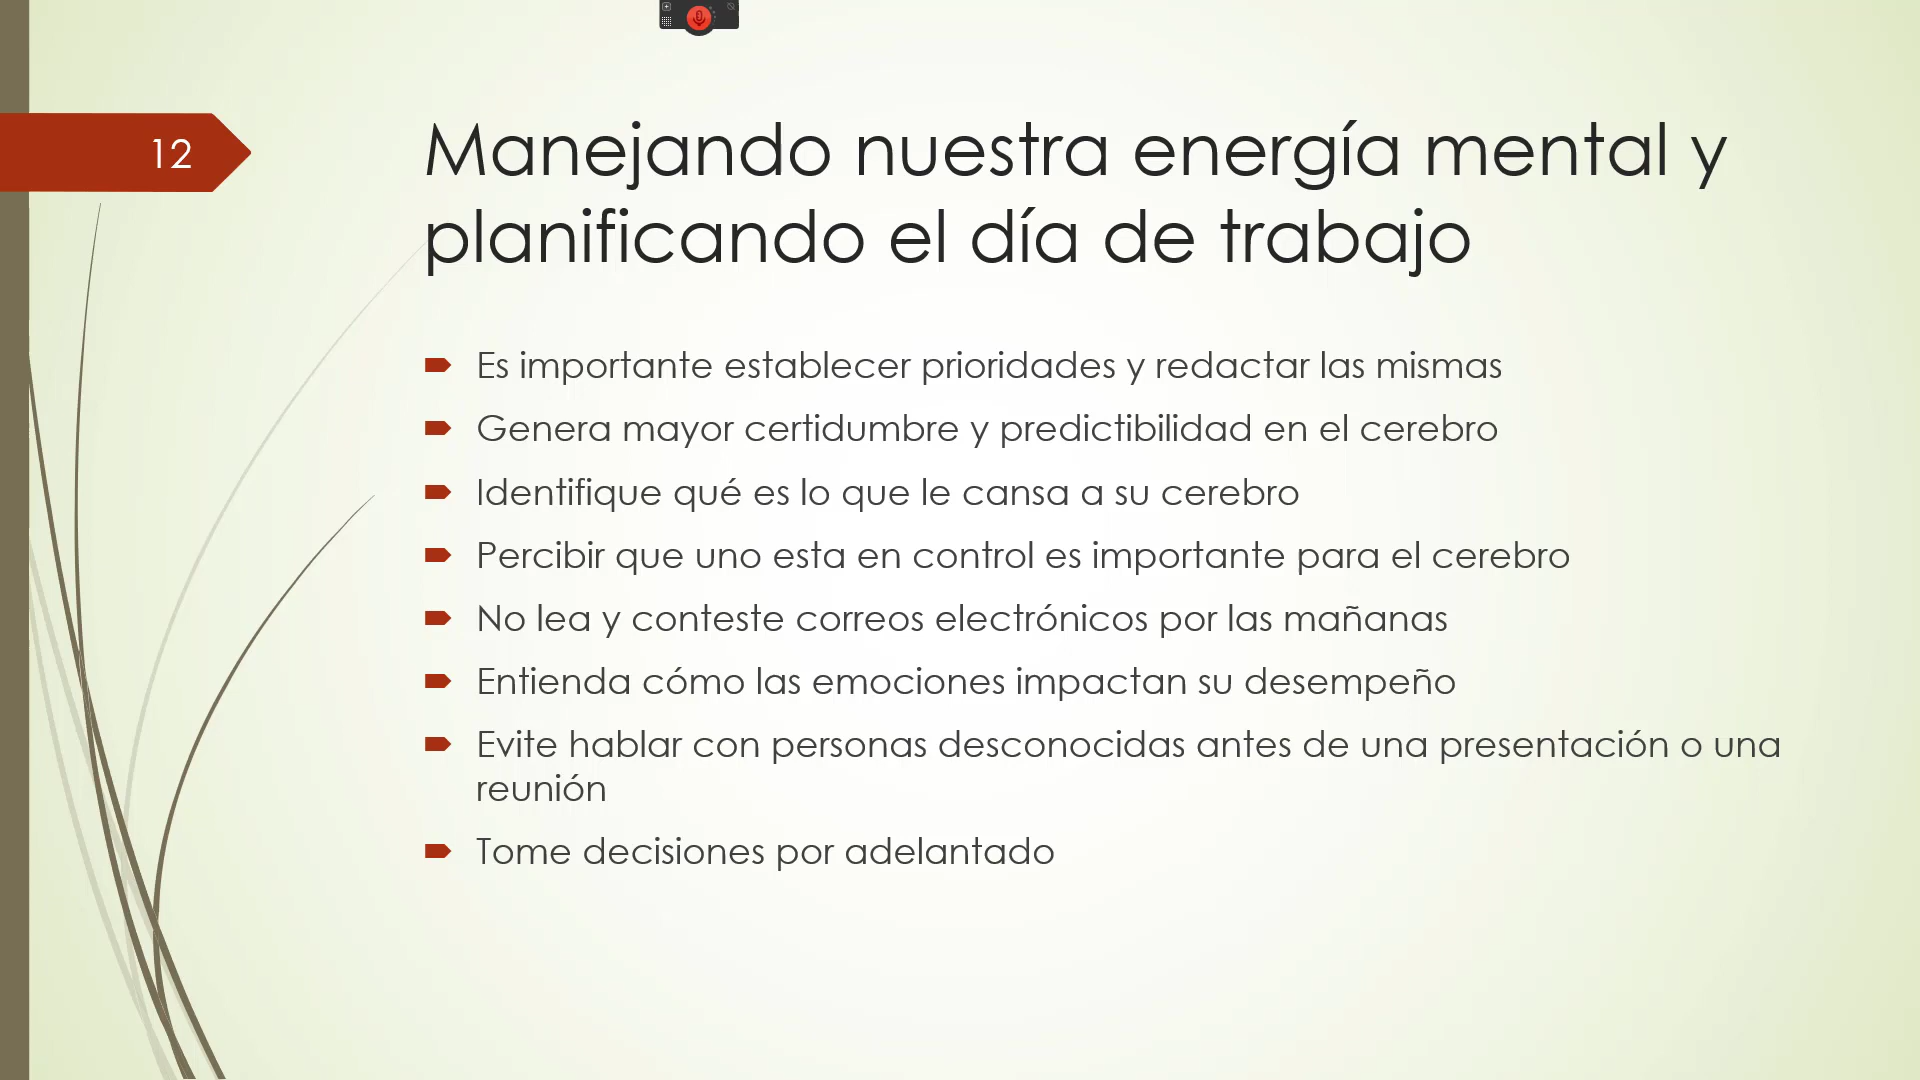 12
Manejando nuestra energía mental y
planificando el día de trabajo
Es importante establecer prioridades y redactar las mismas
Genera mayor certidumbre y predictibilidad en el cerebro
Identifique qué es lo que le cansa a su cerebro
Percibir que uno esta en control es importante para el cerebro
No lea y conteste correos electrónicos por las mañanas
Entienda cómo las emociones impactan su desempeño
Evite hablar con personas desconocidas antes de una presentación o una
reunión
Tome decisiones por adelantado